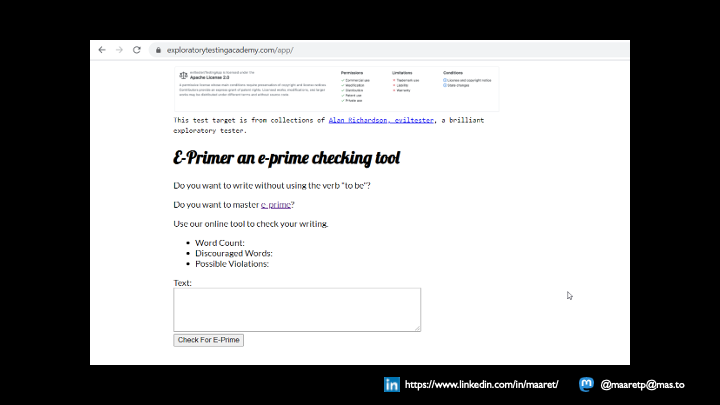 exploratorytestingacademy.com/app/
Apache License 2.0
Permissions
Limitations
Conditions
Commercial use
Trademark use
License and copyright notice
Modification
Liability
State changes
Distribution
Warranty
Patent use
Private use
This test target is from collections of Alan Richardson, eviltester, a brilliant
exploratory tester.
E-Primer an e-prime checking tool
Do you want to write without using the verb "to be"?
Do you want to master e-prime?
Use our online tool to check your writing.
• Word Count:
• Discouraged Words:
• Possible Violations:
Text:
Check For E-Prime
in https://www.linkedin.com/in/maaret/
@maaretp@mas.to